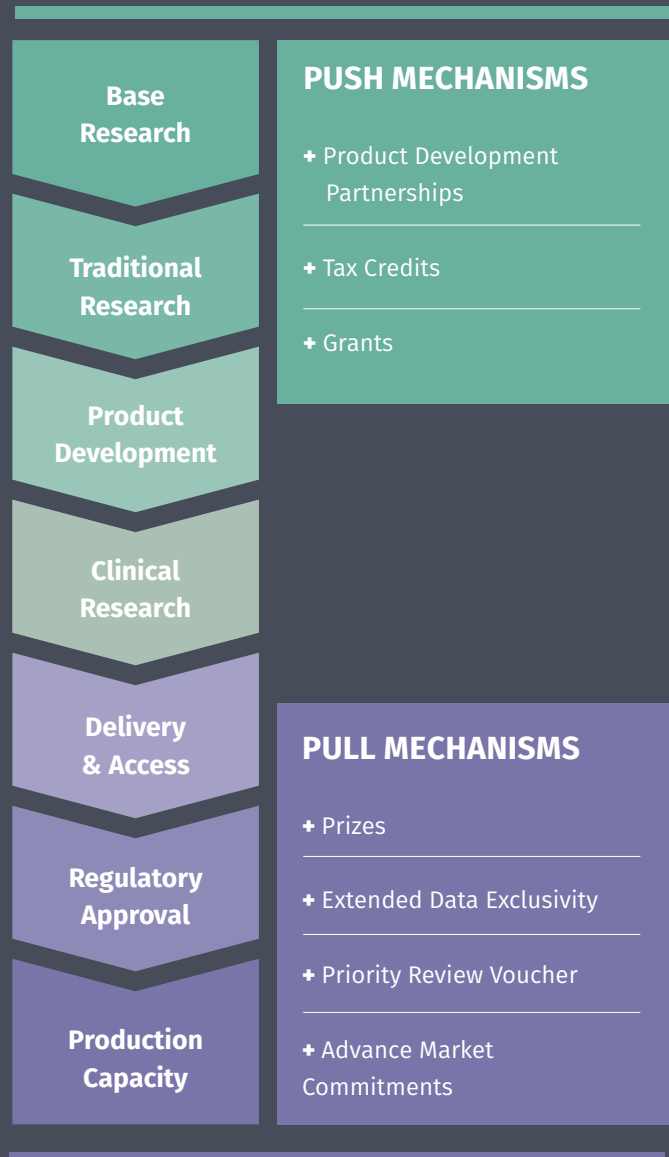 Base
Research
Traditional
Research
Product
Development
Clinical
Research
Delivery
& Access
Regulatory
Approval
Production
Capacity
PUSH MECHANISMS
+ Product Development
Partnerships
+ Tax Credits
+ Grants
PULL MECHANISMS
+ Prizes
+ Extended Data Exclusivity
+ Priority Review Voucher
+ Advance Market
Commitments